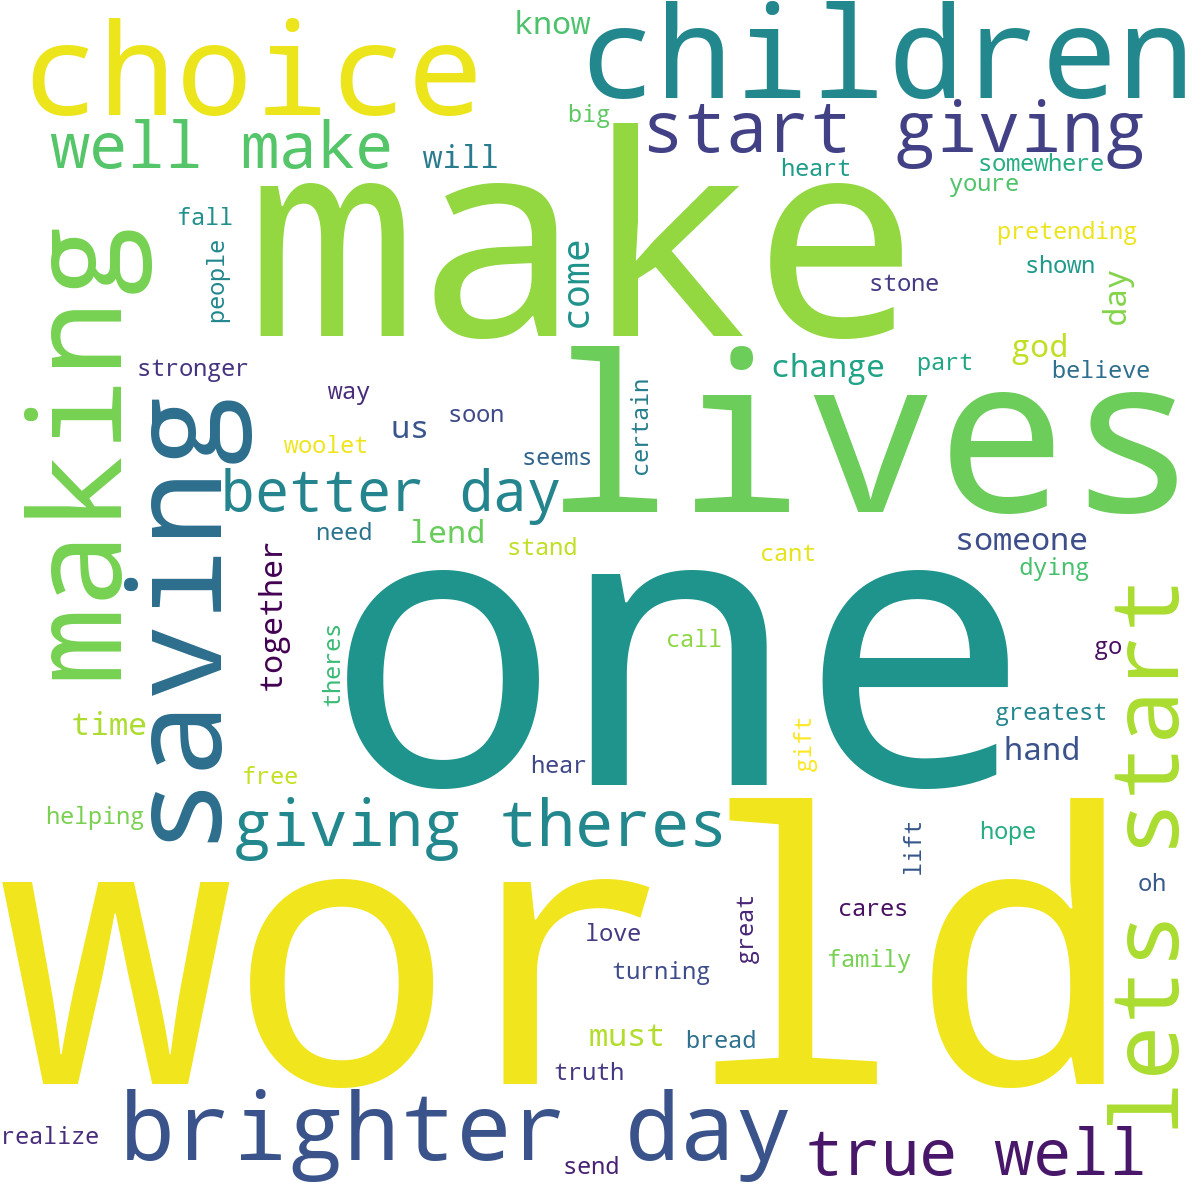 know
children
choice
big
start giving
well make
will
heart
somewhere
youre
make
fall
people
come
pretending
shown
stone
day
making
lives
god
change
part
believe
stronger
way
saving
us
soon
certain
woolet
seems
better day
need
lend
stand
cant
someone
dying
one
together
theres
call
go
lets start
time
greatest
gift
hand
hear
free
helping
giving theres
world
lift
hope
oh
cares
great
love
family
turning
must
bread
truth
brighter day
realize
true well
send